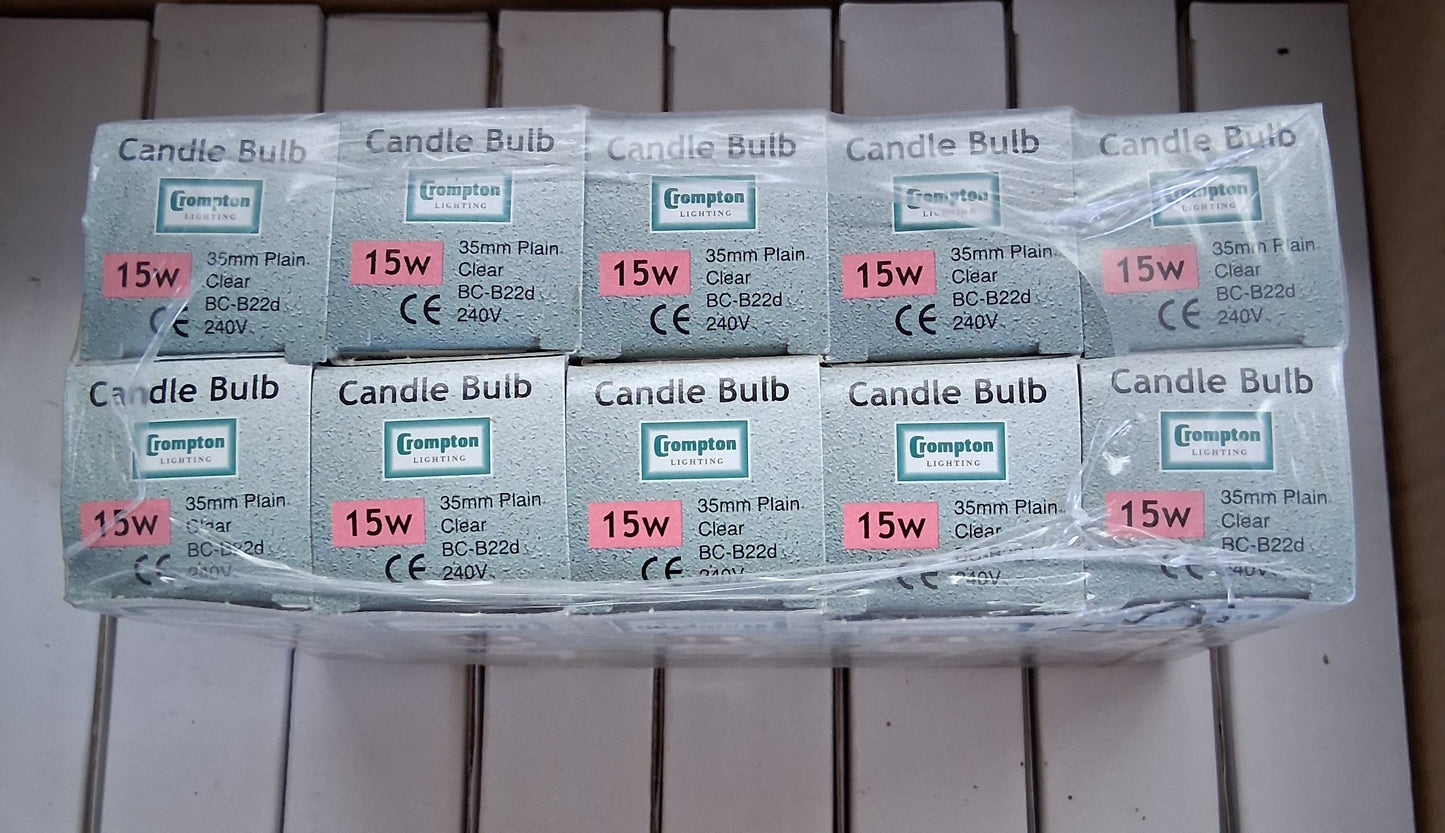 Candle Bulb
Crompton
LIGHTING
15w
35mm Plain
Clear
BC-B22d
CE
240V
Candle Bulb
Crompton
LIGHTING
15w
35mm Plain
Clear
BC-B22d
CE
240V
Candle Bulb
Crompton
LIGHTING
15w
35mm Plain
Clear
BC-B22d
CE
240V
Candle Bulb
Crompton
LIGHTING
15w
35mm Plain
Clear
BC-B22d
CE
240V
Candle Bulb
Crompton
LIGHTING
15w
35mm Plain
Clear
BC-B22d
CE
240V
Candle Bulb
Crompton
LIGHTING
15w
35mm Plain
Clear
BC-B22d
CE
240V
Candle Bulb
Crompton
LIGHTING
15w
35mm Plain
Clear
BC-B22d
CE
240V
Candle Bulb
Crompton
LIGHTING
15w
35mm Plain
Clear
BC-B22d
CE
240V
Candle Bulb
Crompton
LIGHTING
15w
35mm Plain
Clear
CE
240V
Candle Bulb
Crompton
LIGHTING
15w
35mm Plain
Clear
BC-B22d
CE
240V